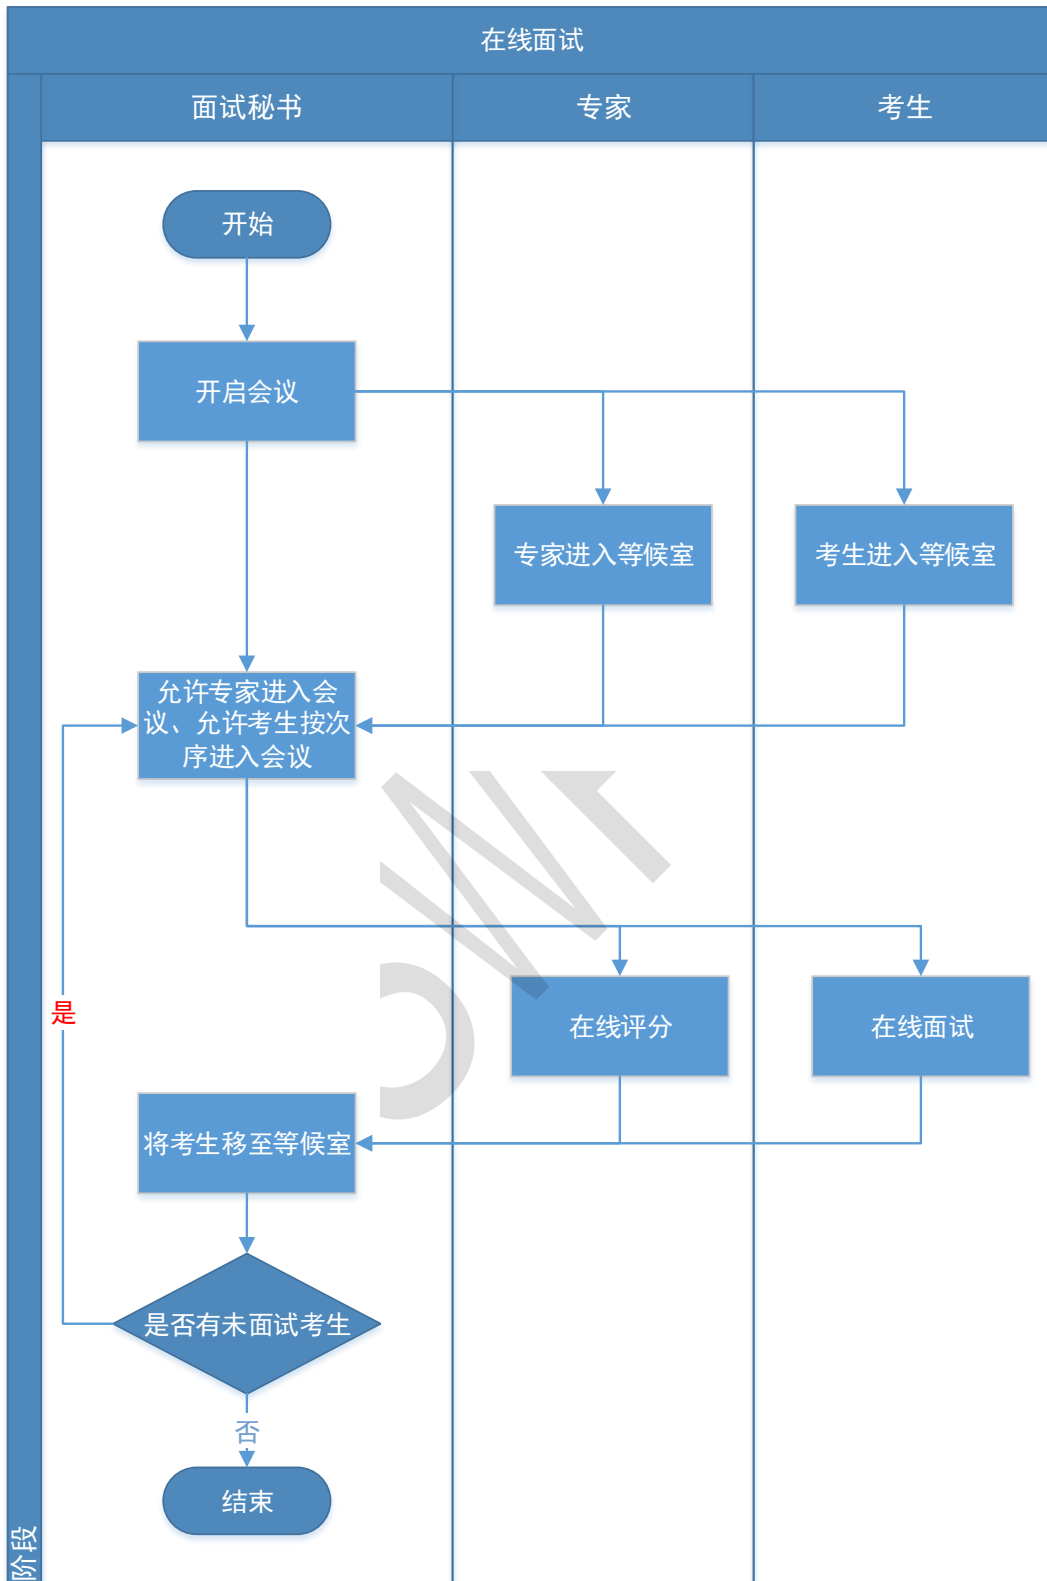 在线面试
面试秘书
专家
考生
开始
开启会议
专家进入等候室
考生进入等候室
允许专家进入会
议、允许考生按次
序进入会议
是
在线评分
在线面试
将考生移至等候室
是否有未面试考生
否
结束
阶段